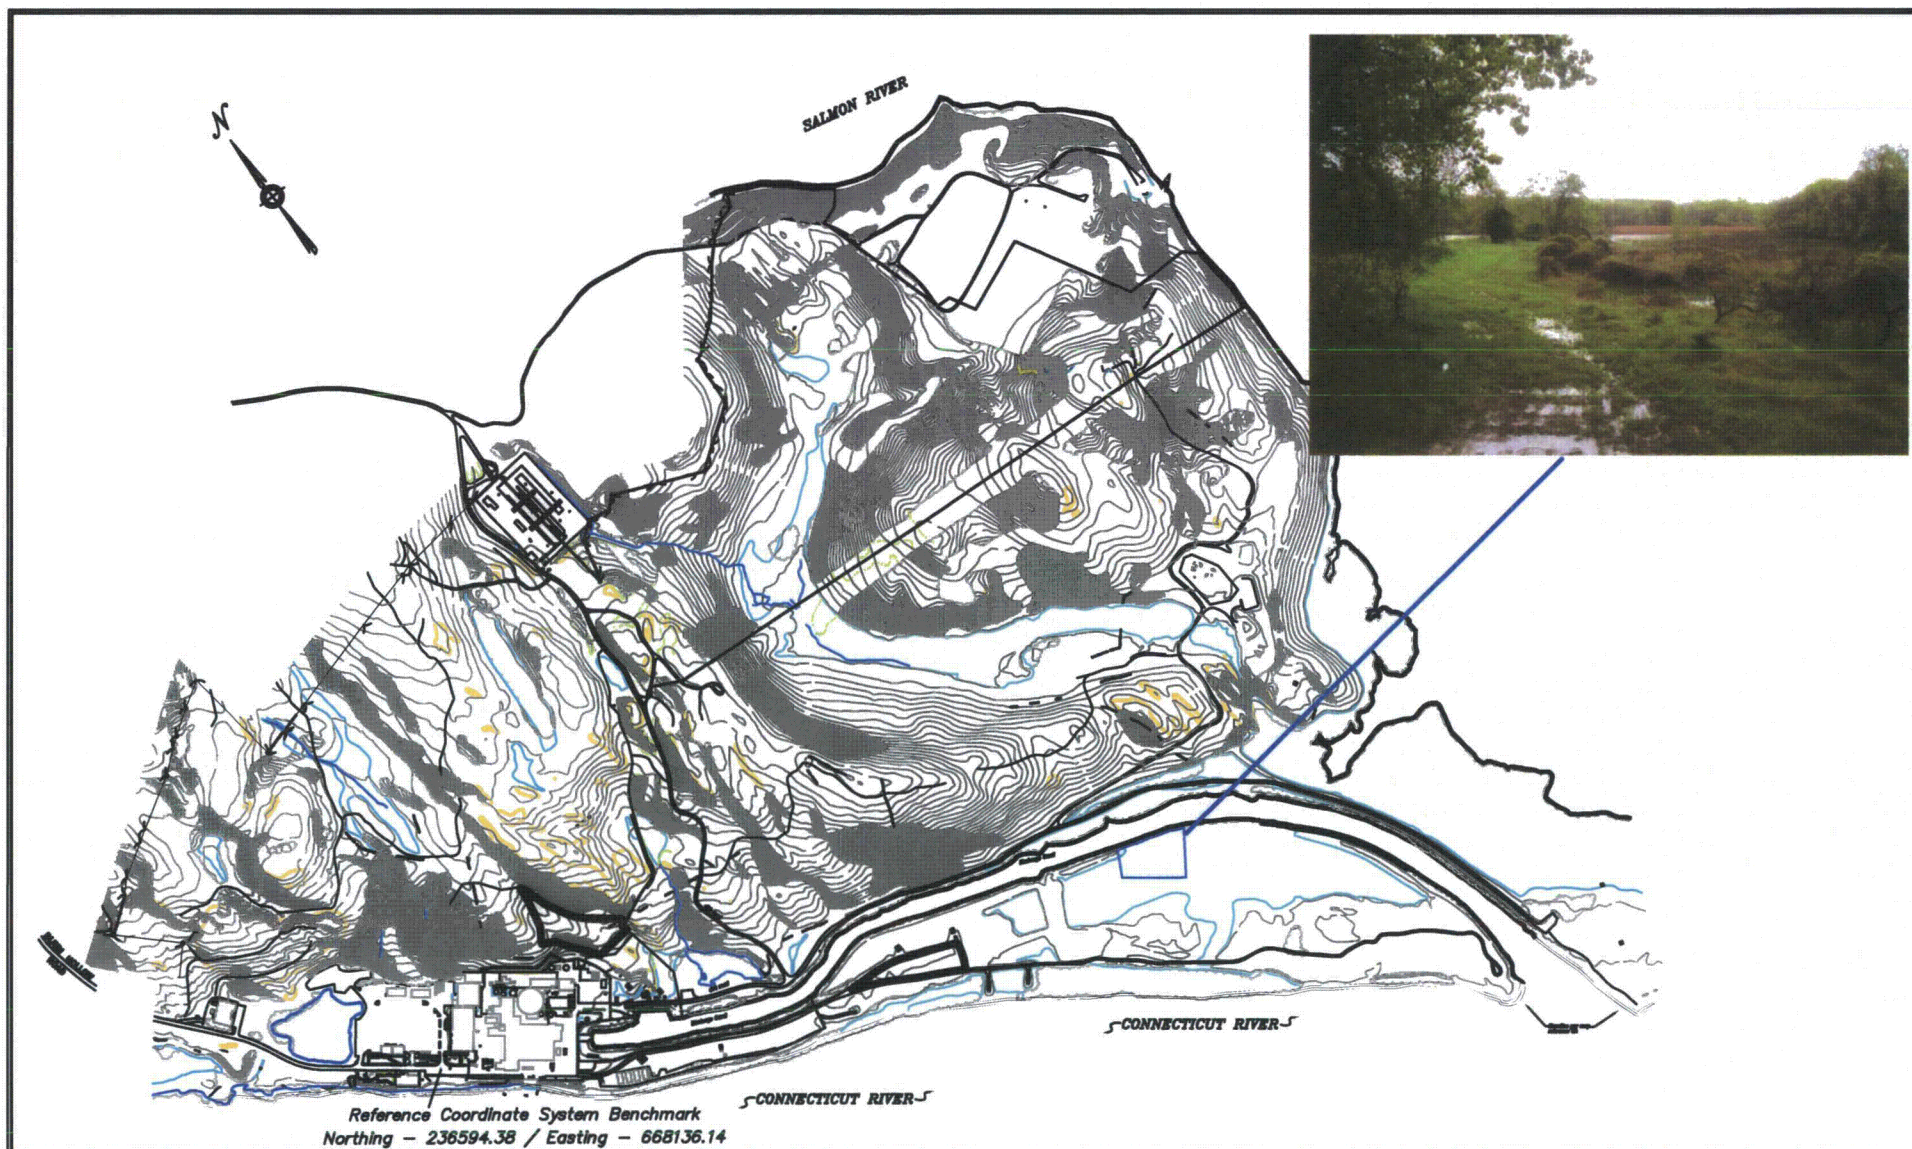 N
SALMON RIVER
CONNECTICUT RIVER
CONNECTICUT RIVER
Reference Coordinate System Benchmark
Northing - 236594.38 / Easting - 668136.14